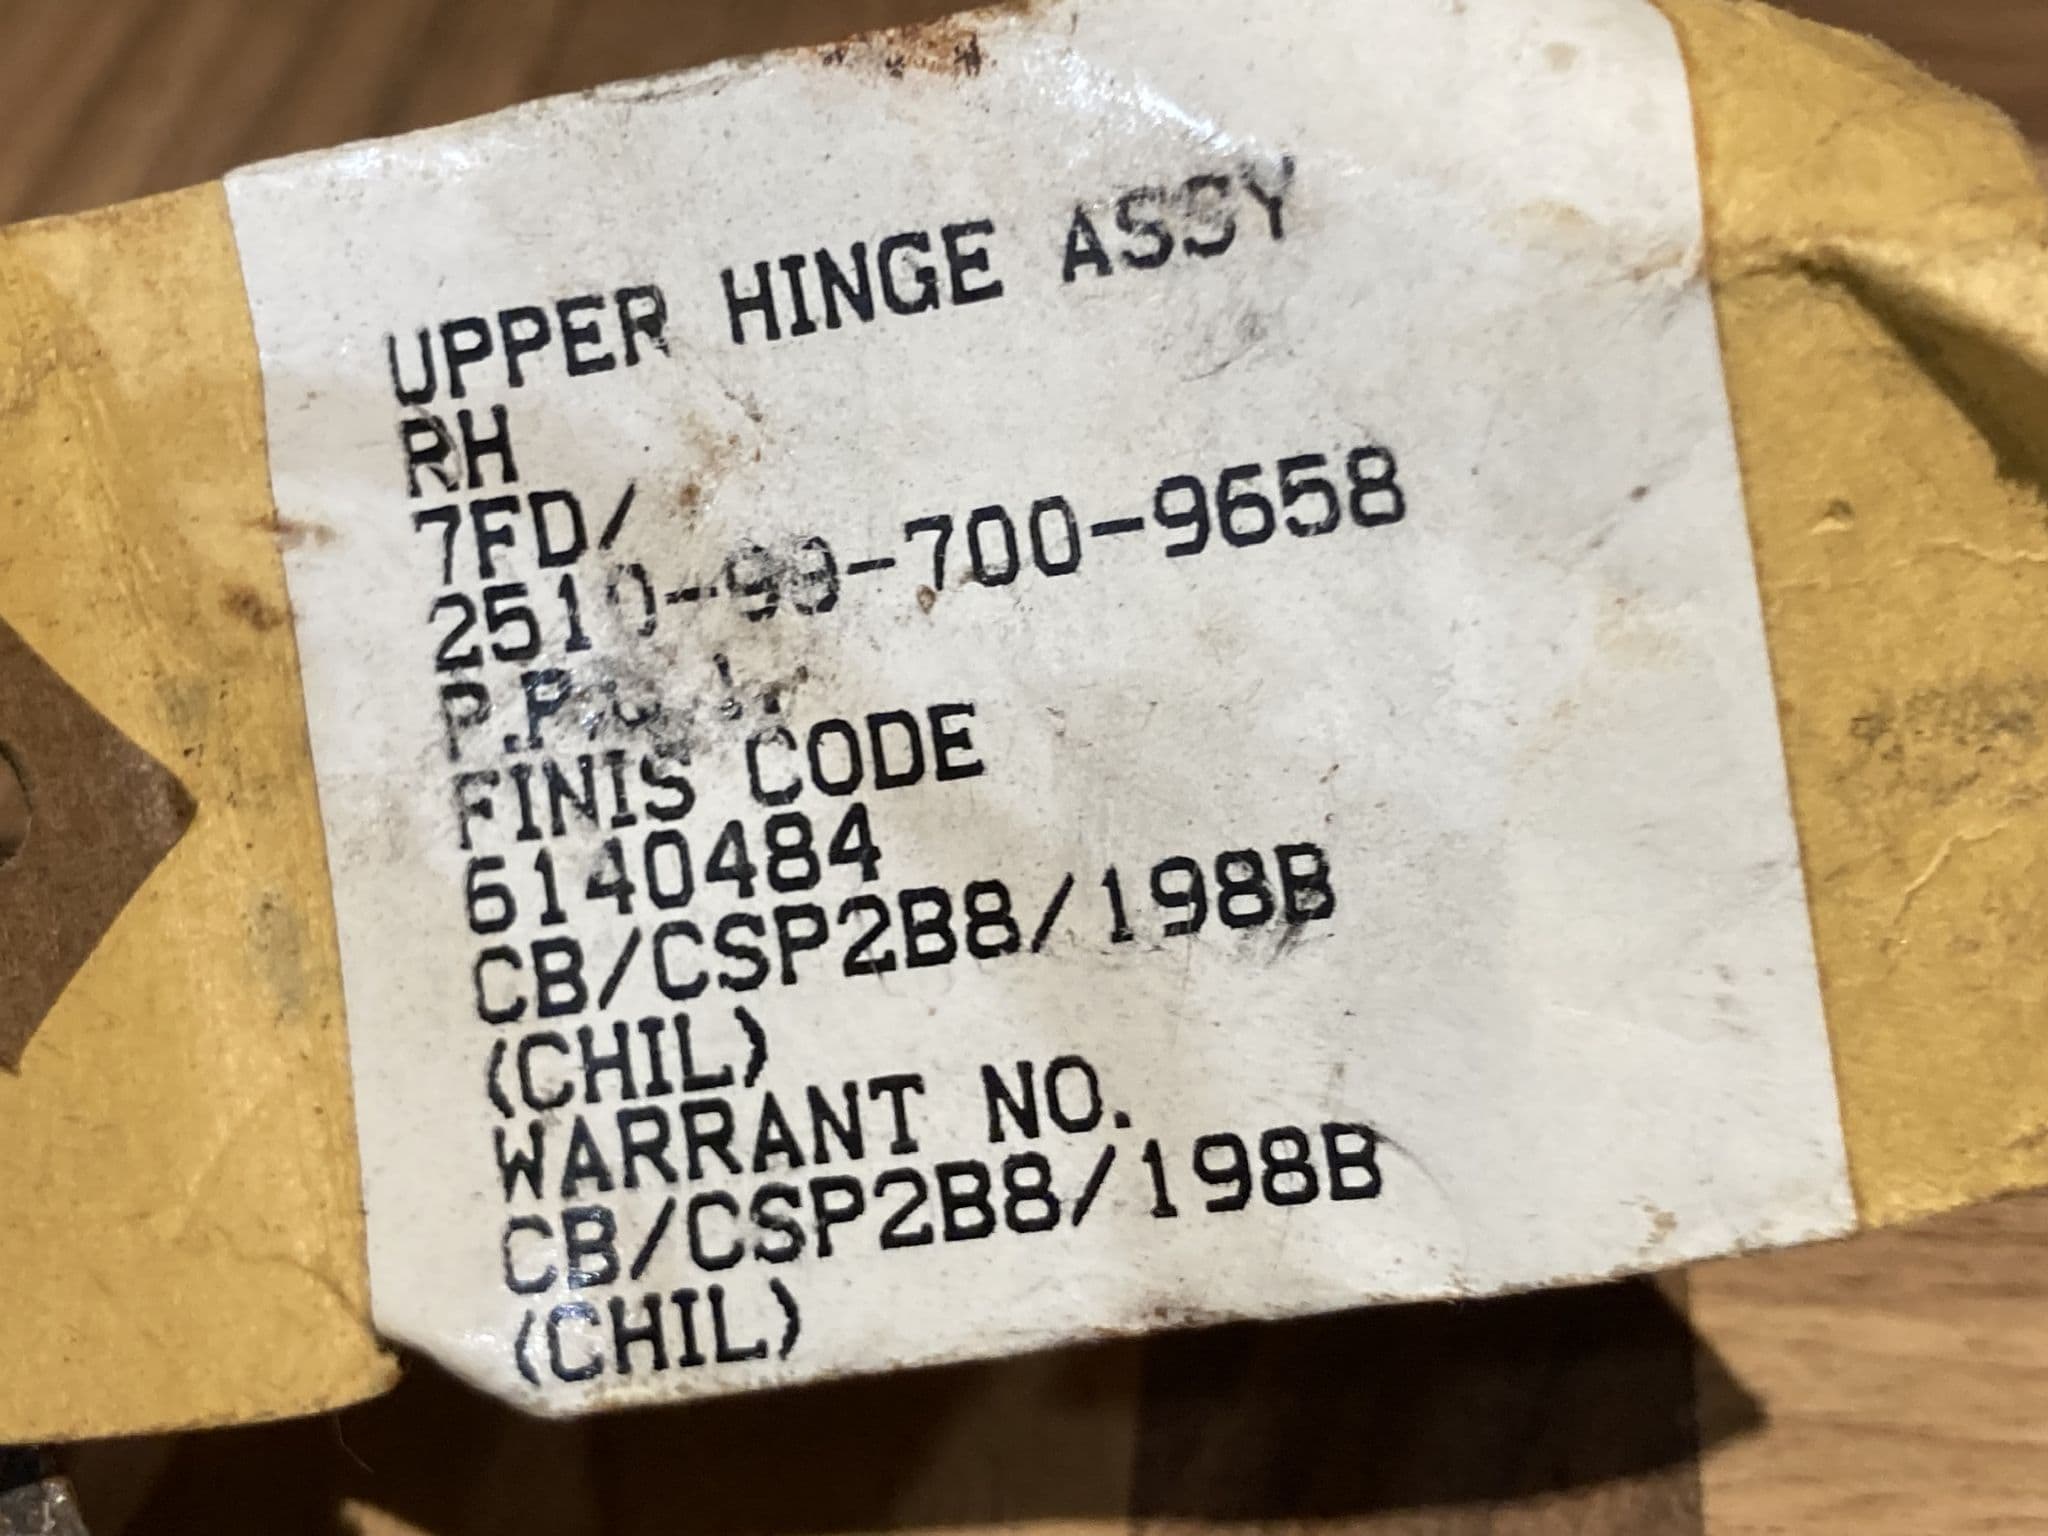 UPPER HINGE ASSY
RH
7FD/
2510-99-700-9658
FINIS CODE
6140484
CB/CSP2B8/198B
(CHIL)
WARRANT NO.
CB/CSP2B8/198B
(CHIL)